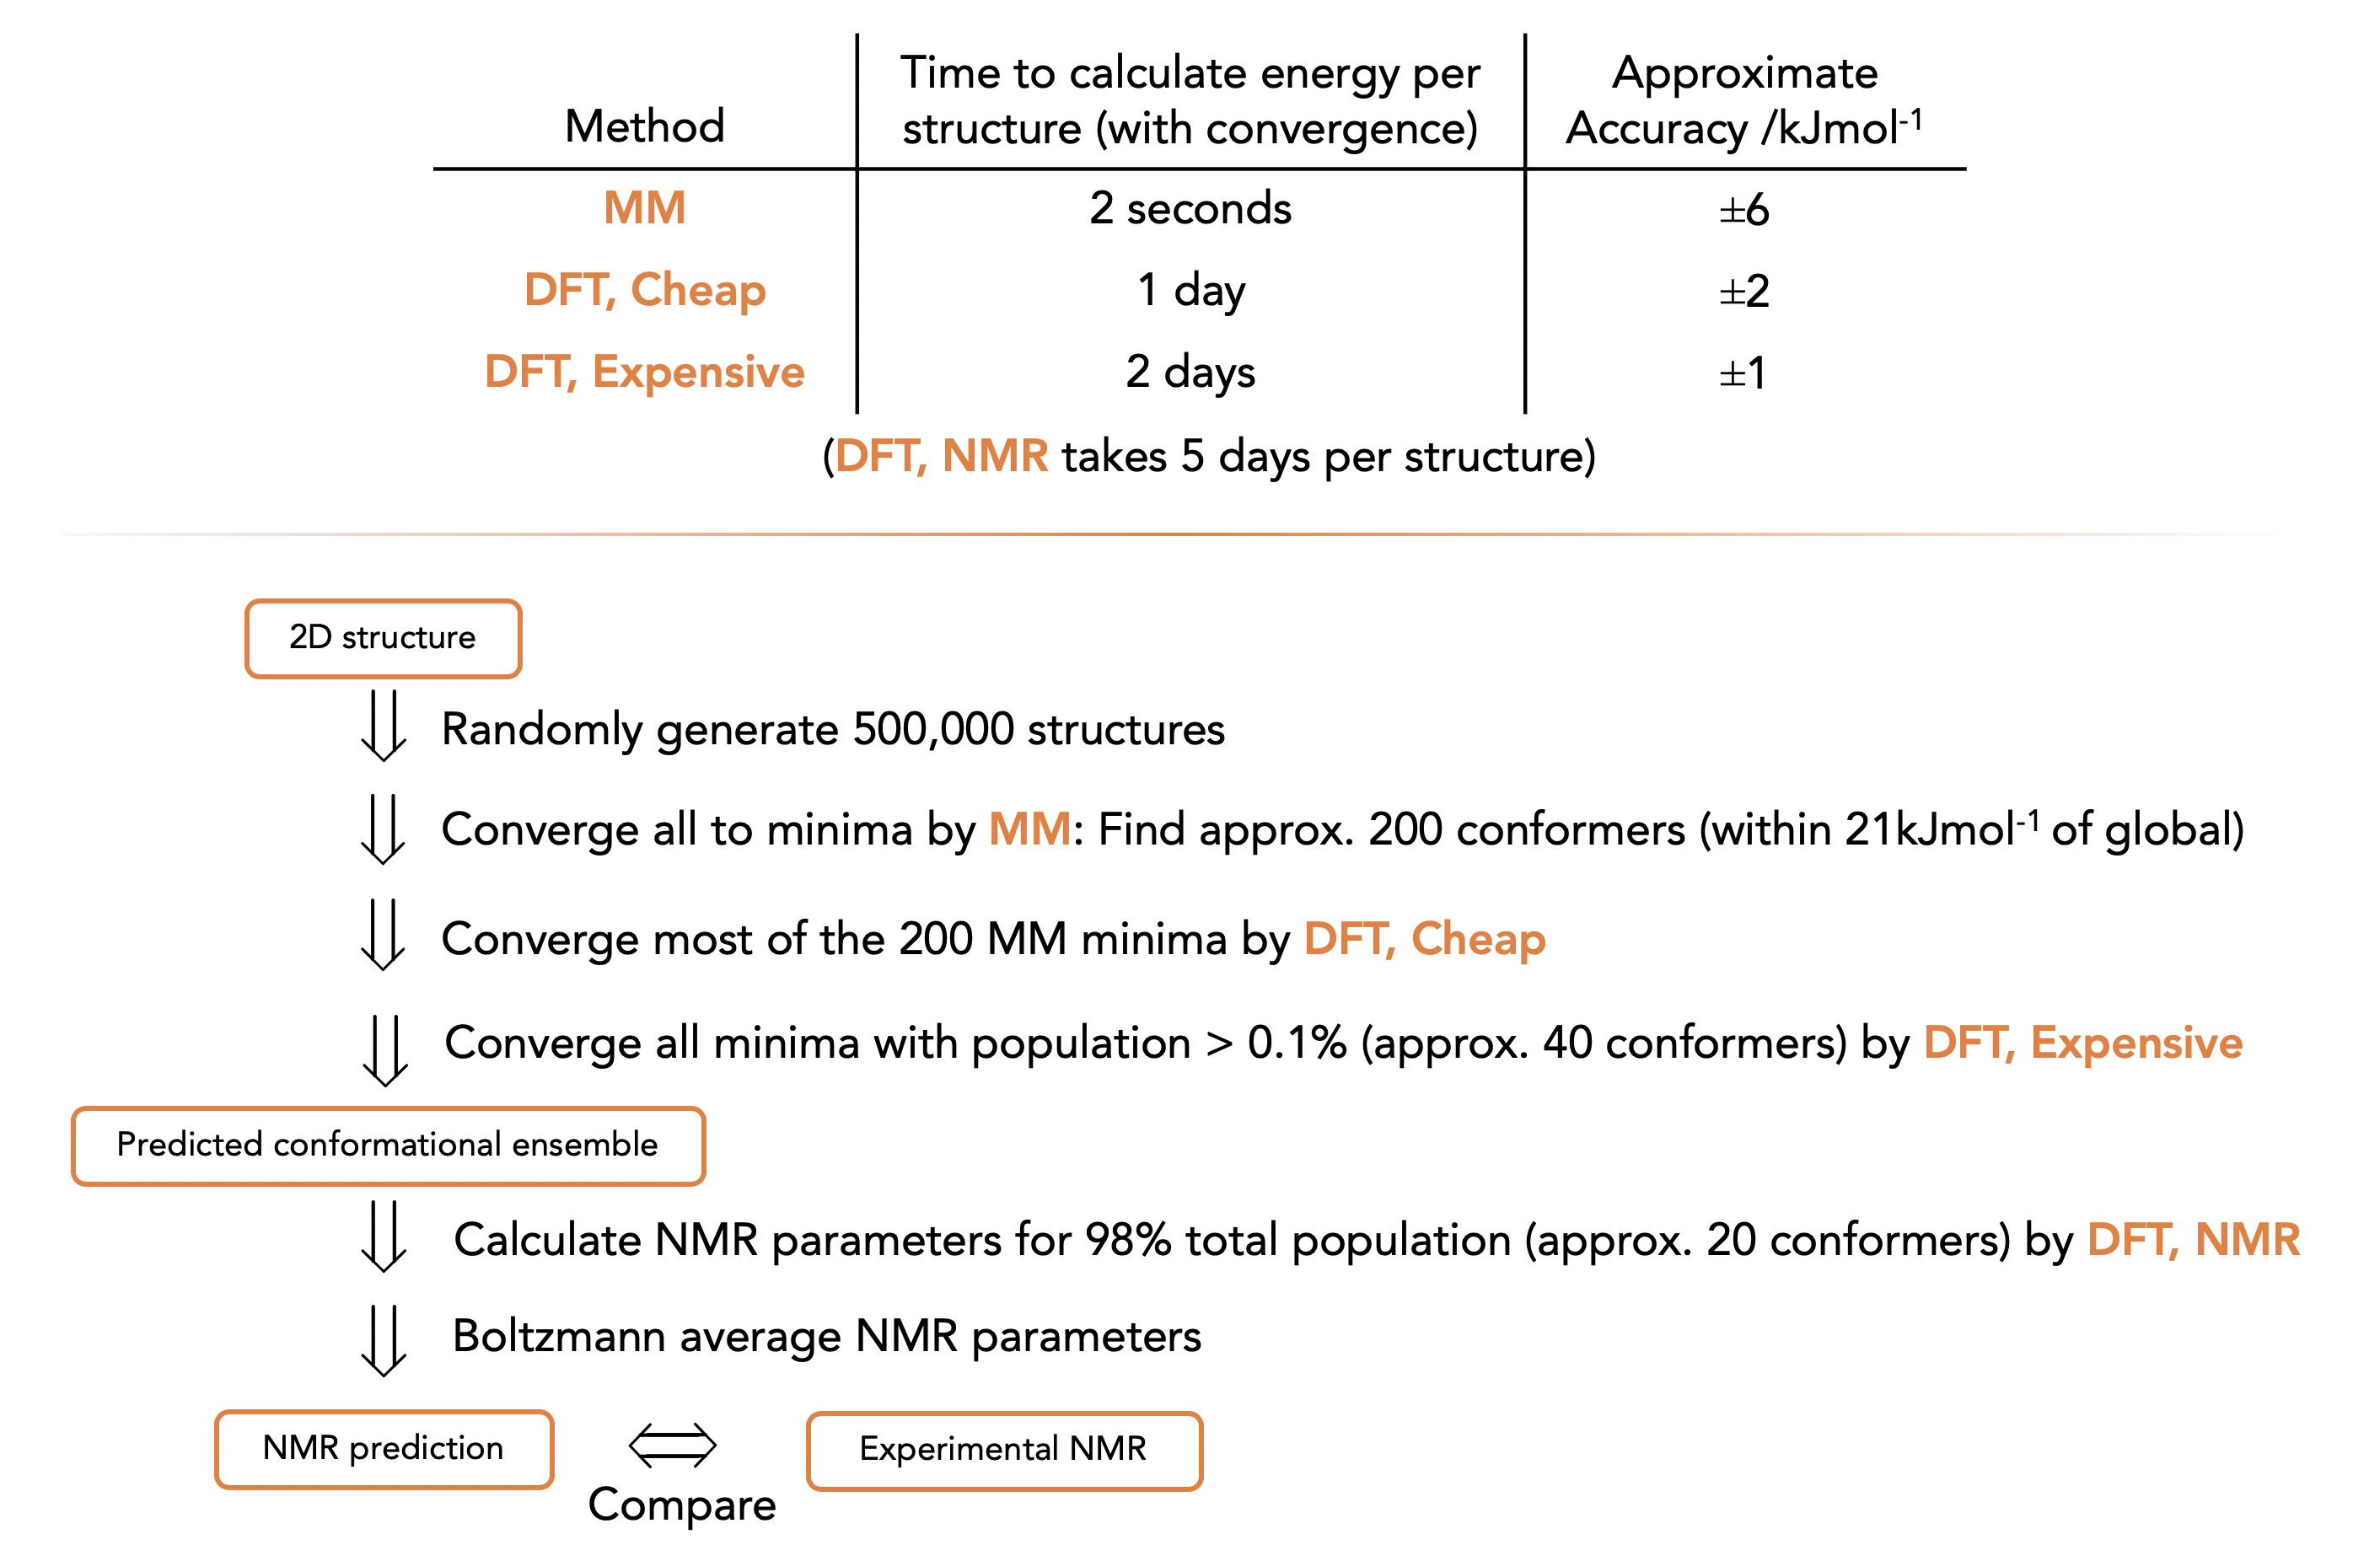 Method
Time to calculate energy per
structure (with convergence)
Approximate
Accuracy /kJmol⁻¹
MM
2 seconds
±6
DFT, Cheap
1 day
±2
DFT, Expensive
2 days
±1
(DFT, NMR takes 5 days per structure)
2D structure
Randomly generate 500,000 structures
Converge all to minima by MM: Find approx. 200 conformers (within 21kJmol⁻¹ of global)
Converge most of the 200 MM minima by DFT, Cheap
Converge all minima with population > 0.1% (approx. 40 conformers) by DFT, Expensive
Predicted conformational ensemble
Calculate NMR parameters for 98% total population (approx. 20 conformers) by DFT, NMR
Boltzmann average NMR parameters
NMR prediction
Experimental NMR
Compare